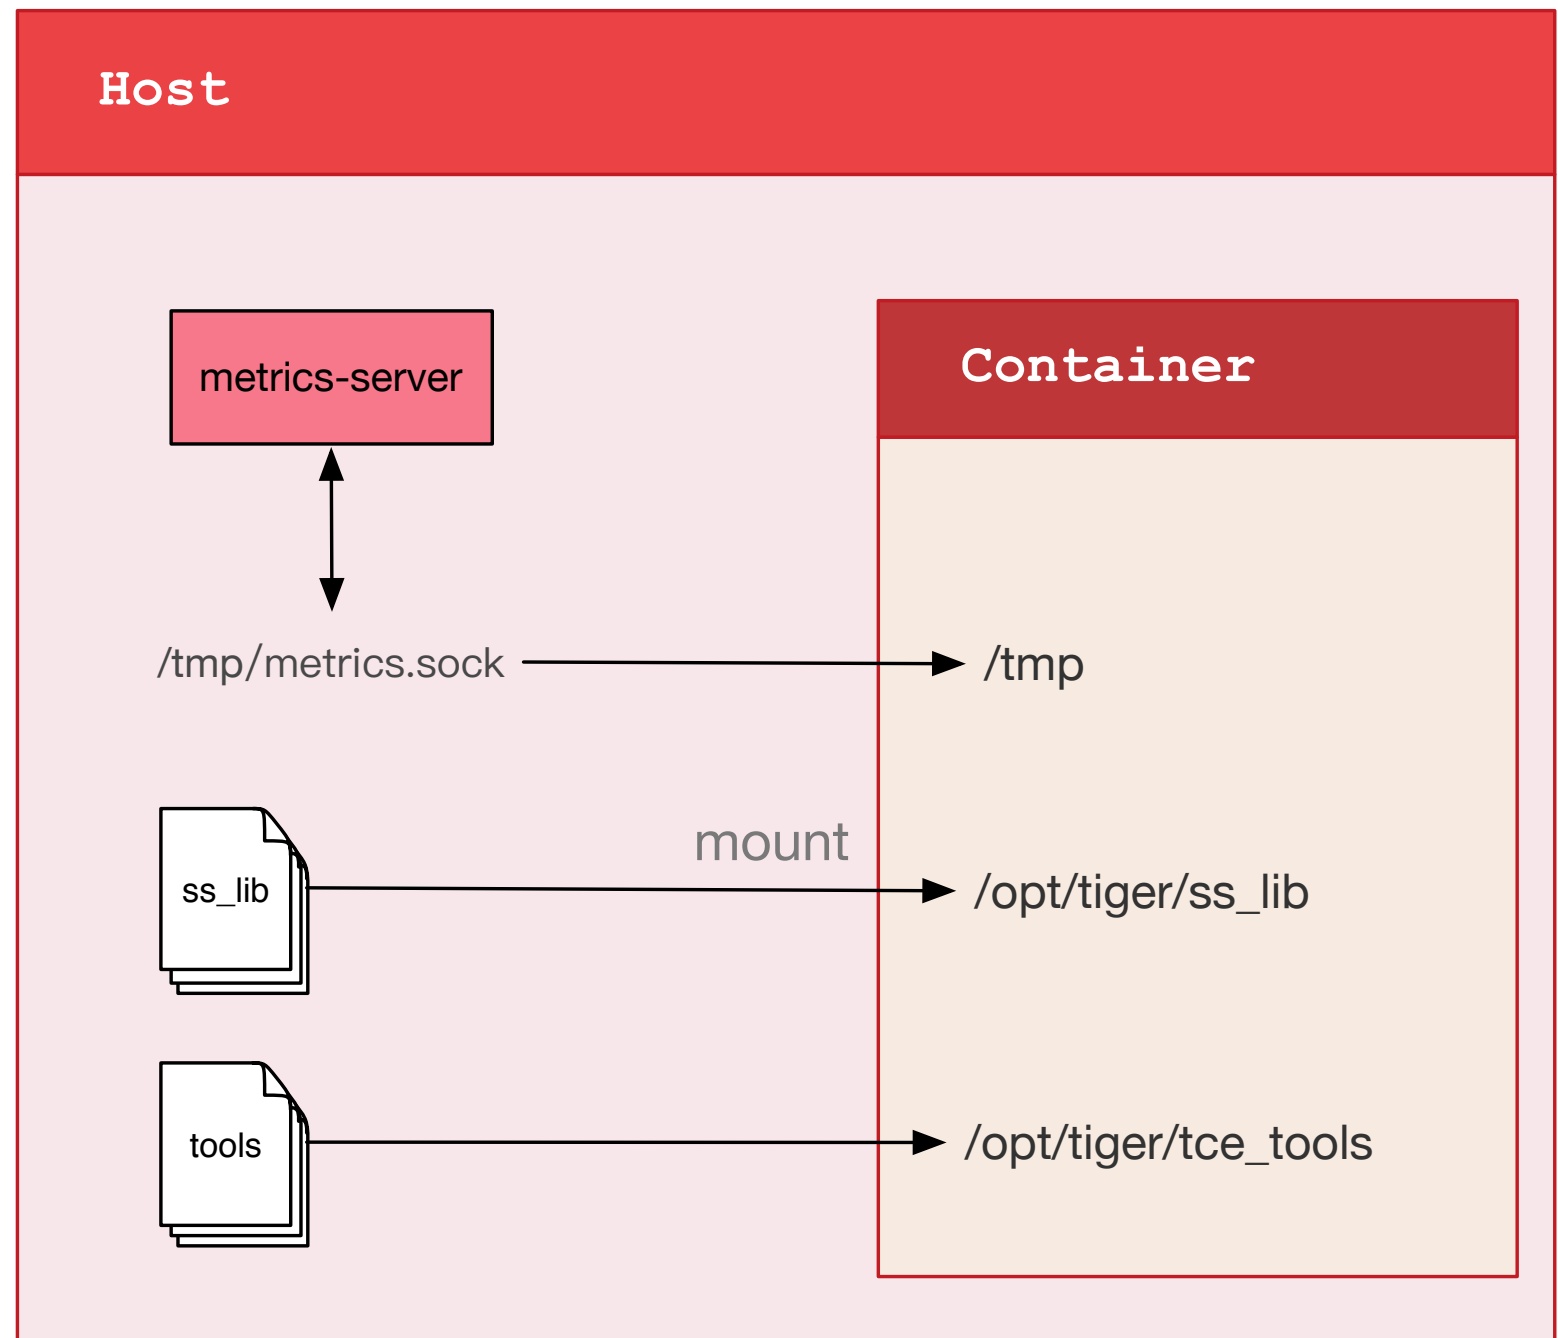 Host
metrics-server
Container
/tmp/metrics.sock
/tmp
mount
ss_lib
/opt/tiger/ss_lib
tools
/opt/tiger/tce_tools